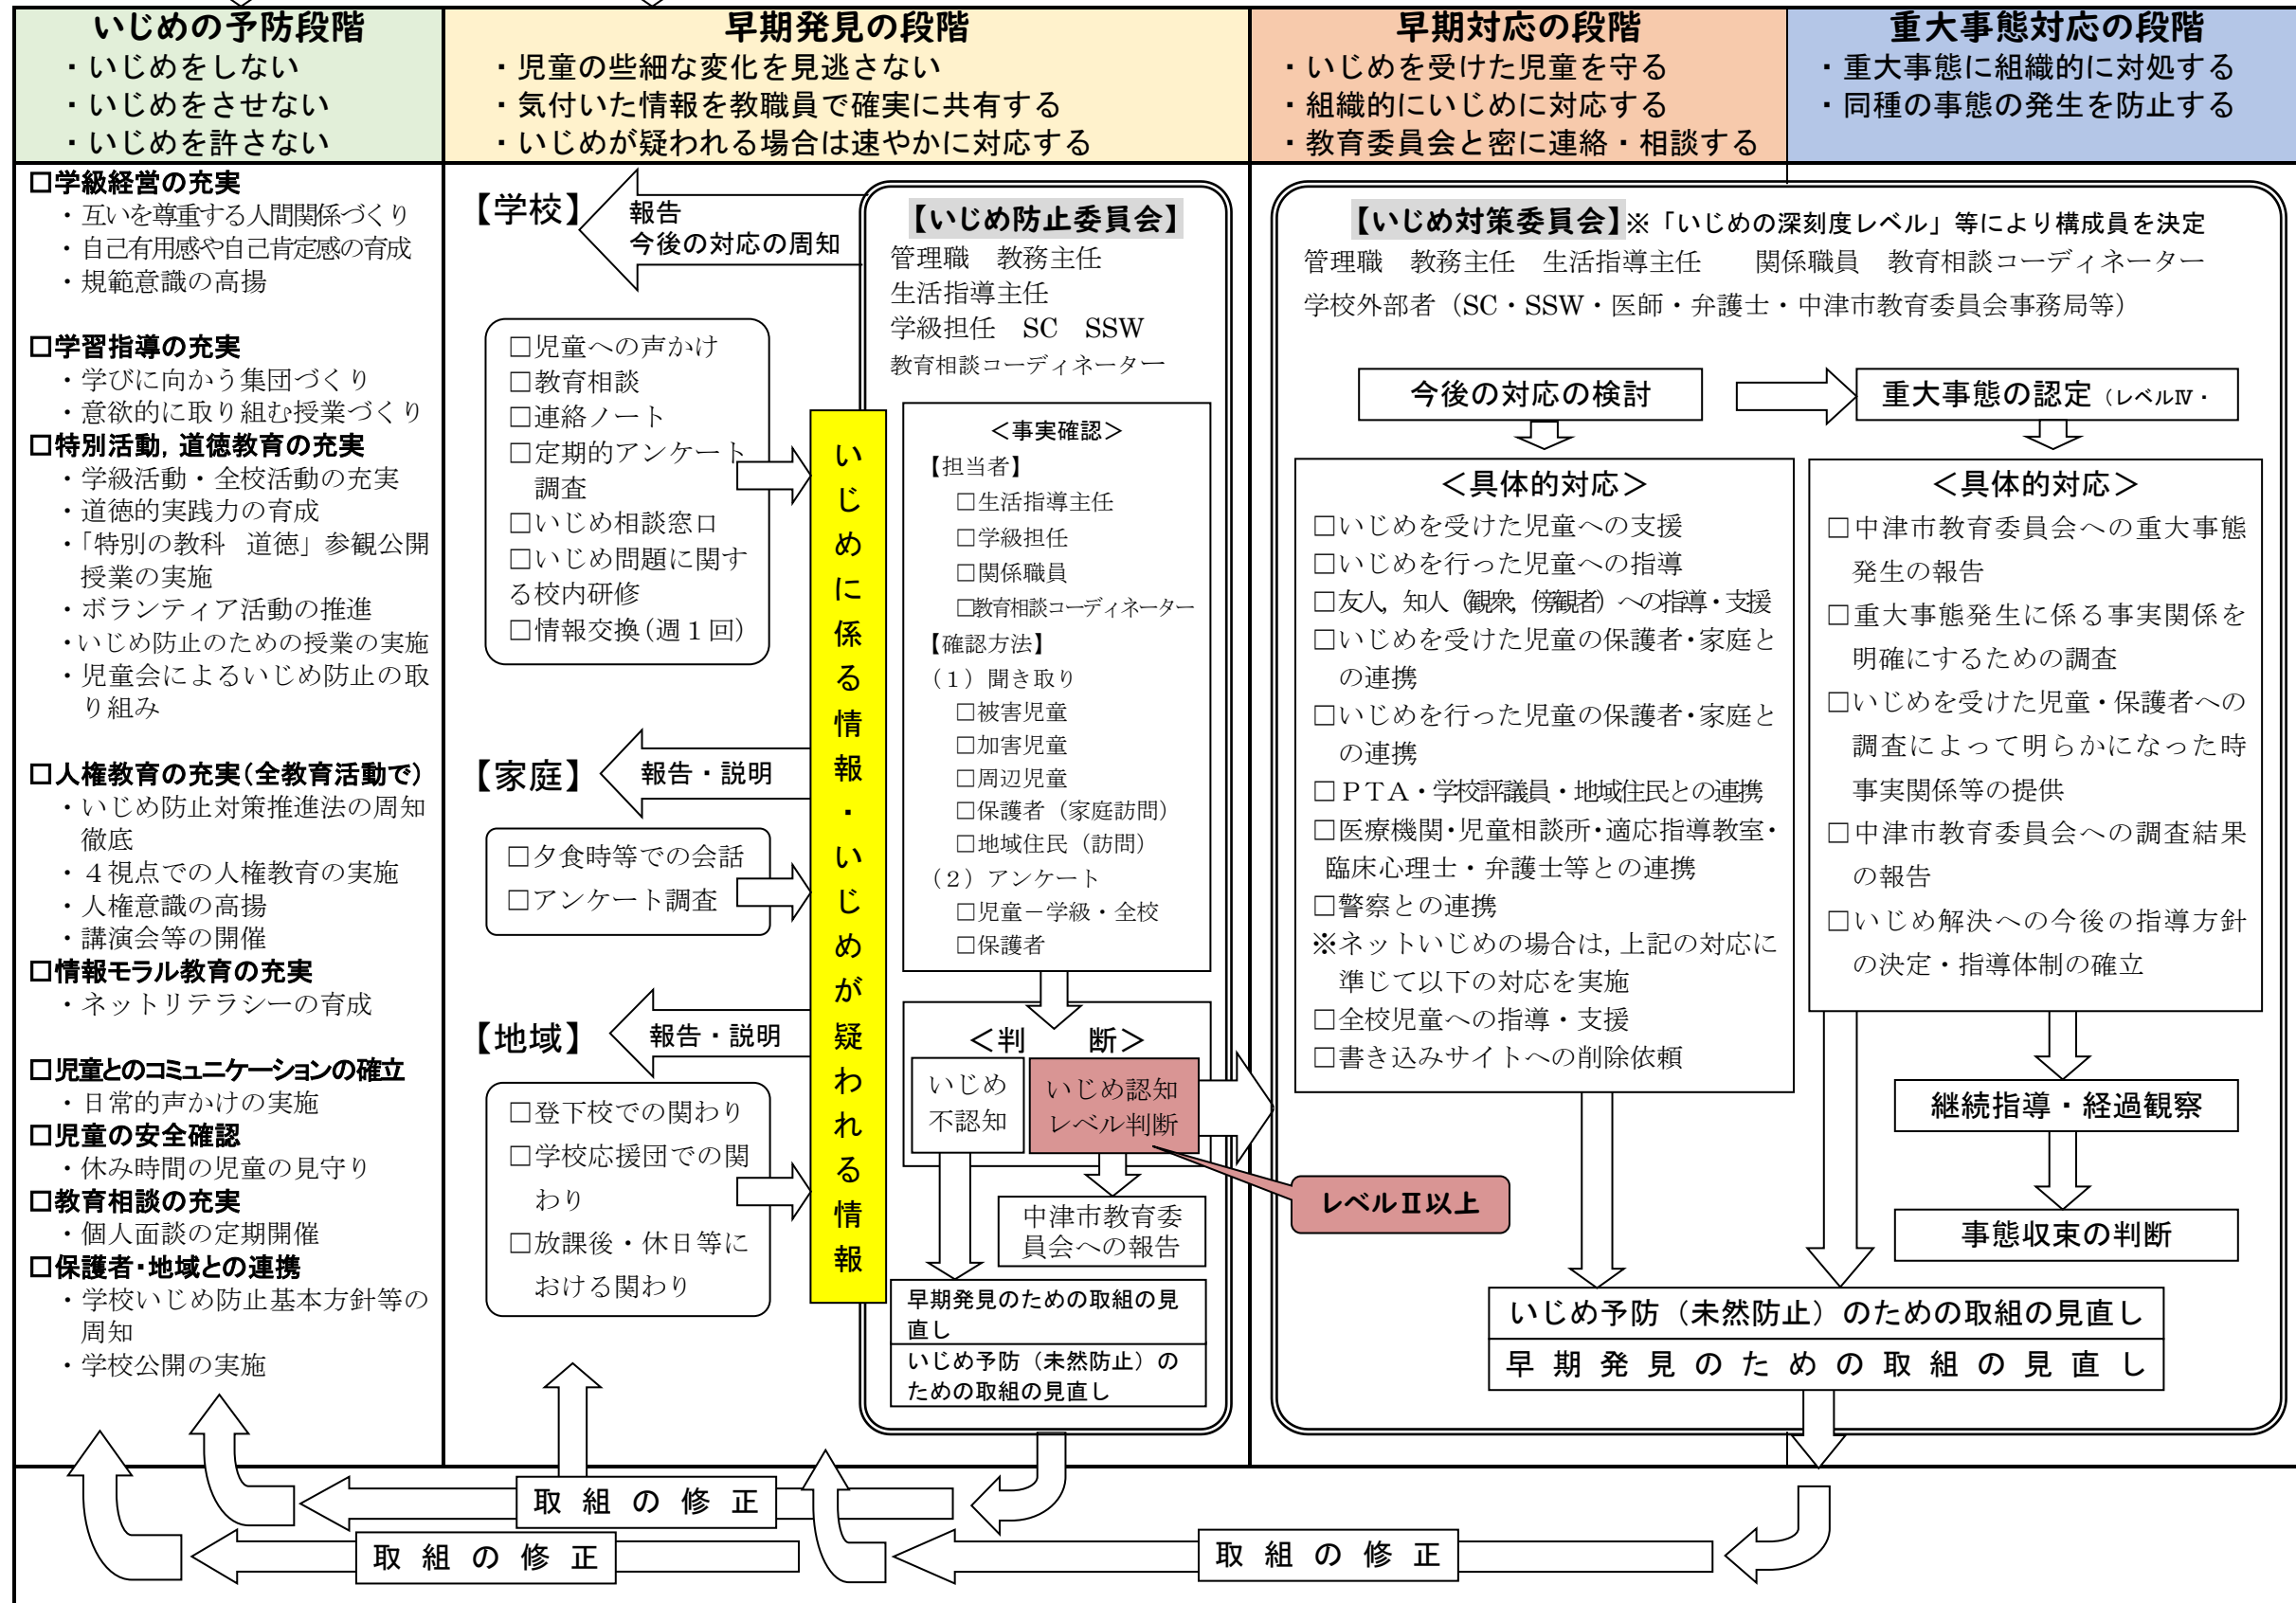 いじめの予防段階
・いじめをしない
・いじめをさせない
・いじめを許さない
早期発見の段階
・児童の些細な変化を見逃さない
・気付いた情報を教職員で確実に共有する
・いじめが疑われる場合は速やかに対応する
早期対応の段階
・いじめを受けた児童を守る
・組織的にいじめに対応する
・教育委員会と密に連絡・相談する
重大事態対応の段階
・重大事態に組織的に対処する
・同種の事態の発生を防止する
□学級経営の充実
・互いを尊重する人間関係づくり
・自己有用感や自己肯定感の育成
・規範意識の高揚
□学習指導の充実
・学びに向かう集団づくり
・意欲的に取り組む授業づくり
□特別活動，道徳教育の充実
・学級活動・全校活動の充実
・道徳的実践力の育成
・「特別の教科　道徳」参観公開
授業の実施
・ボランティア活動の推進
・いじめ防止のための授業の実施
・児童会によるいじめ防止の取
り組み
□人権教育の充実（全教育活動で）
・いじめ防止対策推進法の周知
徹底
・４視点での人権教育の実施
・人権意識の高揚
・講演会等の開催
□情報モラル教育の充実
・ネットリテラシーの育成
□児童とのコミュニケーションの確立
・日常的声かけの実施
□児童の安全確認
・休み時間の児童の見守り
□教育相談の充実
・個人面談の定期開催
□保護者・地域との連携
・学校いじめ防止基本方針等の
周知
・学校公開の実施
【学校】
報告
今後の対応の周知
□児童への声かけ
□教育相談
□連絡ノート
□定期的アンケート
調査
□いじめ相談窓口
□いじめ問題に関す
る校内研修
□情報交換（週１回）
【家庭】
報告・説明
□夕食時等での会話
□アンケート調査
【地域】
報告・説明
□登下校での関わり
□学校応援団での関
わり
□放課後・休日等に
おける関わり
いじめに係る情報・いじめが疑われる情報
【いじめ防止委員会】
管理職　教務主任
生活指導主任
学級担任　SC　SSW
教育相談コーディネーター
＜事実確認＞
【担当者】
□生活指導主任
□学級担任
□関係職員
□教育相談コーディネーター
【確認方法】
（１）聞き取り
□被害児童
□加害児童
□周辺児童
□保護者（家庭訪問）
□地域住民（訪問）
（２）アンケート
□児童－学級・全校
□保護者
＜判　　断＞
いじめ
不認知
いじめ認知
レベル判断
中津市教育委
員会への報告
早期発見のための取組の見
直し
いじめ予防（未然防止）の
ための取組の見直し
レベルⅡ以上
【いじめ対策委員会】※「いじめの深刻度レベル」等により構成員を決定
管理職　教務主任　生活指導主任　　関係職員　教育相談コーディネーター
学校外部者（SC・SSW・医師・弁護士・中津市教育委員会事務局等）
今後の対応の検討
重大事態の認定（レベルⅣ・
＜具体的対応＞
□いじめを受けた児童への支援
□いじめを行った児童への指導
□友人，知人（観衆，傍観者）への指導・支援
□いじめを受けた児童の保護者・家庭と
の連携
□いじめを行った児童の保護者・家庭と
の連携
□ＰＴＡ・学校評議員・地域住民との連携
□医療機関・児童相談所・適応指導教室・
臨床心理士・弁護士等との連携
□警察との連携
※ネットいじめの場合は，上記の対応に
準じて以下の対応を実施
□全校児童への指導・支援
□書き込みサイトへの削除依頼
＜具体的対応＞
□中津市教育委員会への重大事態
発生の報告
□重大事態発生に係る事実関係を
明確にするための調査
□いじめを受けた児童・保護者への
調査によって明らかになった時
事実関係等の提供
□中津市教育委員会への調査結果
の報告
□いじめ解決への今後の指導方針
の決定・指導体制の確立
継続指導・経過観察
事態収束の判断
いじめ予防（未然防止）のための取組の見直し
早期発見のための取組の見直し
取組の修正
取組の修正
取組の修正